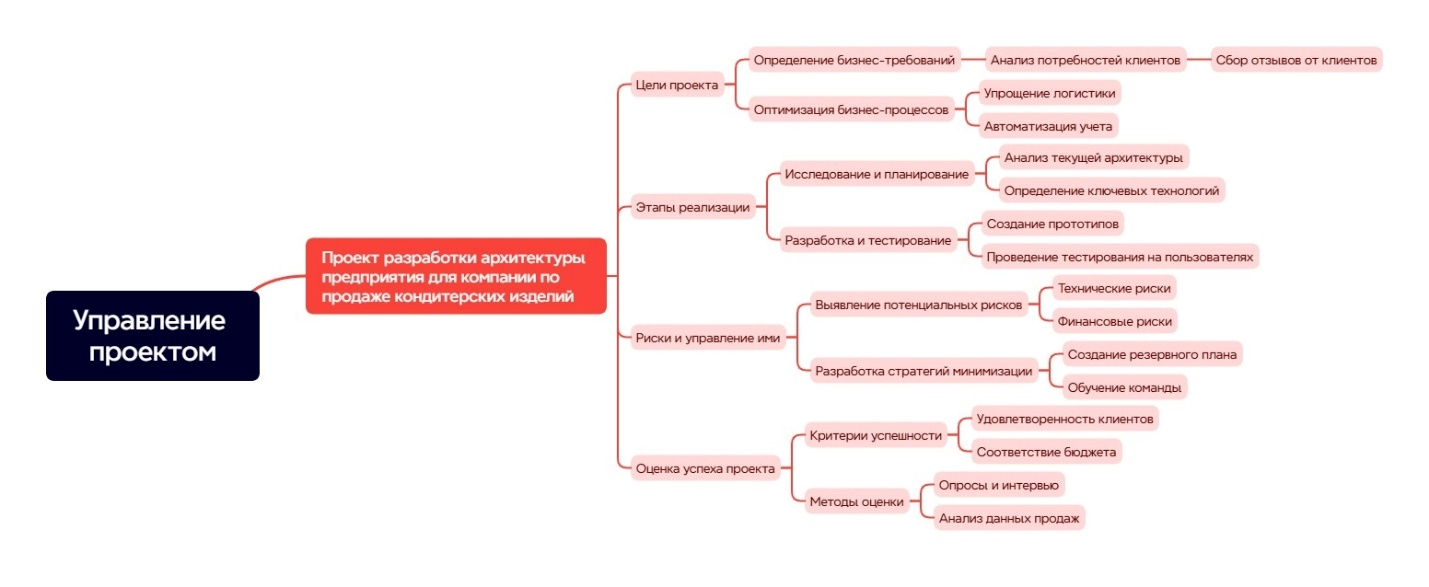 Управление
проектом
Проект разработки архитектуры
предприятия для компании по
продаже кондитерских изделий
Цели проекта
Определение бизнес-требований
Анализ потребностей клиентов
Сбор отзывов от клиентов
Оптимизация бизнес-процессов
Упрощение логистики
Автоматизация учета
Этапы реализации
Исследование и планирование
Анализ текущей архитектуры
Определение ключевых технологий
Разработка и тестирование
Создание прототипов
Проведение тестирования на пользователях
Риски и управление ими
Выявление потенциальных рисков
Технические риски
Финансовые риски
Разработка стратегий минимизации
Создание резервного плана
Обучение команды
Оценка успеха проекта
Критерии успешности
Удовлетворенность клиентов
Соответствие бюджета
Методы оценки
Опросы и интервью
Анализ данных продаж